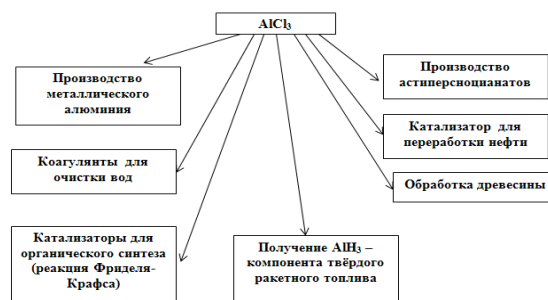 AlCl₃
Производство
металлического
алюминия
Производство
астиперсноцианатов
Коагулянты для
очистки вод
Катализатор для
переработки нефти
Обработка древесины
Катализаторы для
органического синтеза
(реакция Фриделя-
Крафса)
Получение AlH₃ –
компонента твёрдого
ракетного топлива